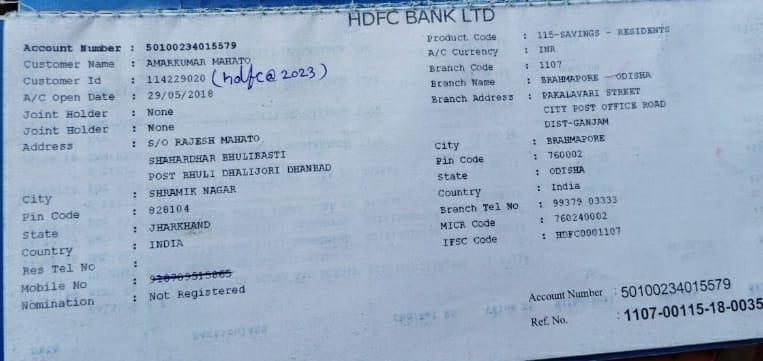 HDFC BANK LTD
Account Number : 50100234015579
Customer Name : AMARKUMAR MAHATO
Customer Id : 114229020 (hdfc@2023)
A/C Open Date : 29/05/2018
Joint Holder : None
Joint Holder : None
Address : S/O RAJESH MAHATO
SHAHARDHAR BHULIBASTI
POST BHULI DHALIJORI DHANBAD
City : SHRAMIK NAGAR
Pin Code : 828104
State : JHARKHAND
Country : INDIA
Res Tel No :
Mobile No :
Nomination : Not Registered
Product Code : 115-SAVINGS - RESIDENTS
A/C Currency : INR
Branch Code : 1107
Branch Name : BRAHMAPORE - ODISHA
Branch Address : PAKALAVARI STREET
CITY POST OFFICE ROAD
DIST-GANJAM
City : BRAHMAPORE
Pin Code : 760002
State : ODISHA
Country : India
Branch Tel No : 99379 03333
MICR Code : 760240002
IFSC Code : HDFC0001107
Account Number : 50100234015579
Ref. No. : 1107-00115-18-0035